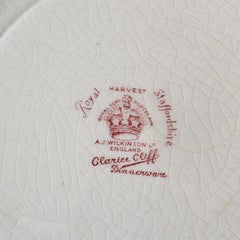 HARVEST
Royal Staffordshire
A.J. WILKINSON LTD
ENGLAND
Clarice Cliff
Dinnerware